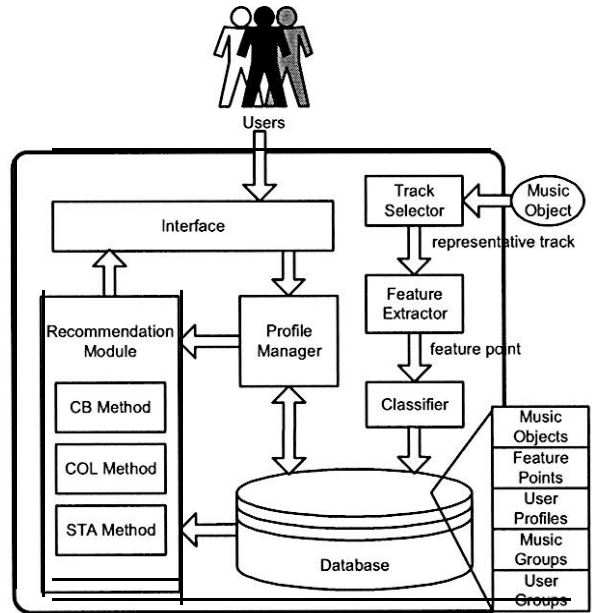 Users
Interface
Track
Selector
Music
Object
representative track
Recommendation
Module
Profile
Manager
Feature
Extractor
feature point
CB Method
COL Method
STA Method
Classifier
Database
Music
Objects
Feature
Points
User
Profiles
Music
Groups
User
Groups